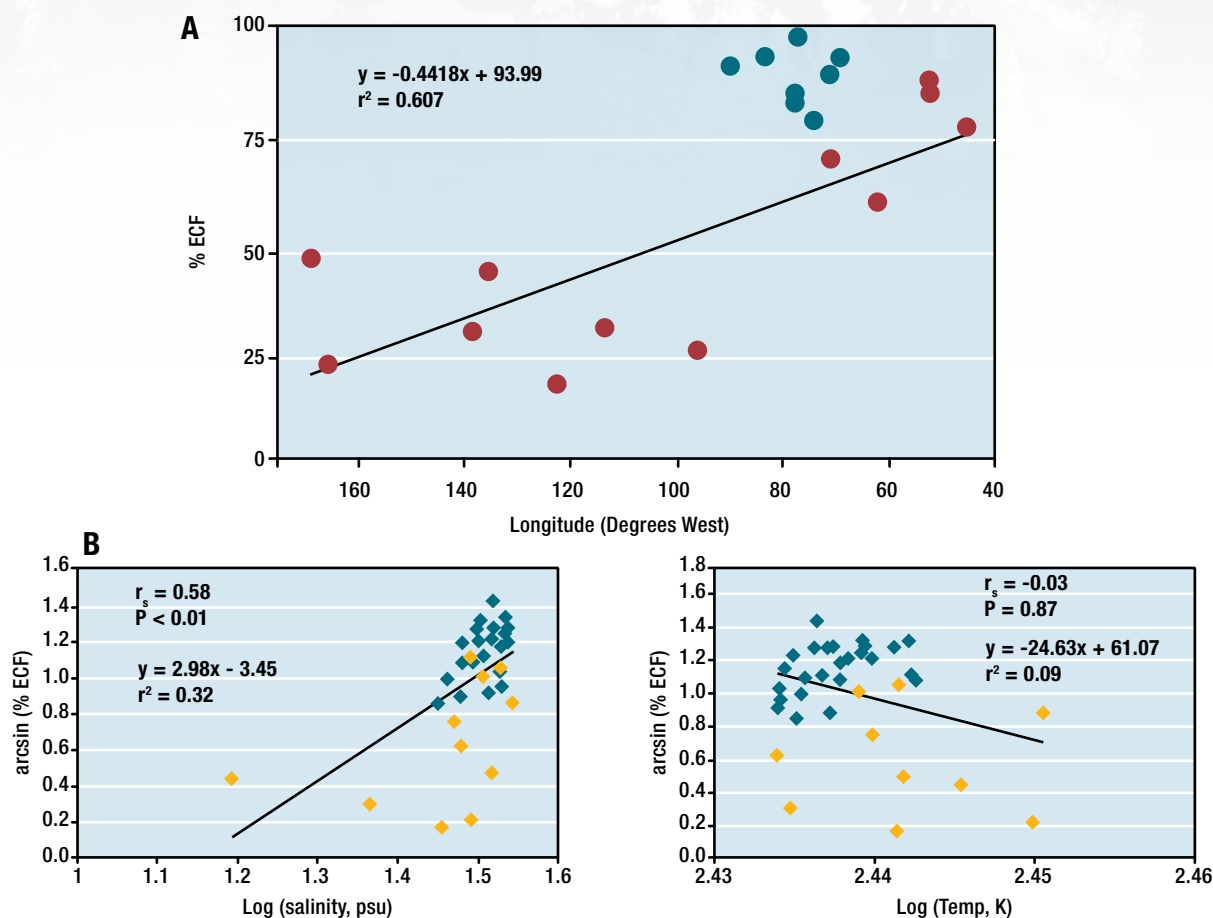 A
100
75
50
25
0
% ECF
y = -0.4418x + 93.99
r² = 0.607
160 140 120 100 80 60 40
Longitude (Degrees West)
B
1.6
1.4
1.2
1.0
0.8
0.6
0.4
0.2
0.0
arcsin (% ECF)
rs = 0.58
P < 0.01
y = 2.98x - 3.45
r² = 0.32
1 1.1 1.2 1.3 1.4 1.5 1.6
Log (salinity, psu)
1.8
1.6
1.4
1.2
1.0
0.8
0.6
0.4
0.2
0.0
arcsin (% ECF)
rs = -0.03
P = 0.87
y = -24.63x + 61.07
r² = 0.09
2.43 2.44 2.45 2.46
Log (Temp, K)